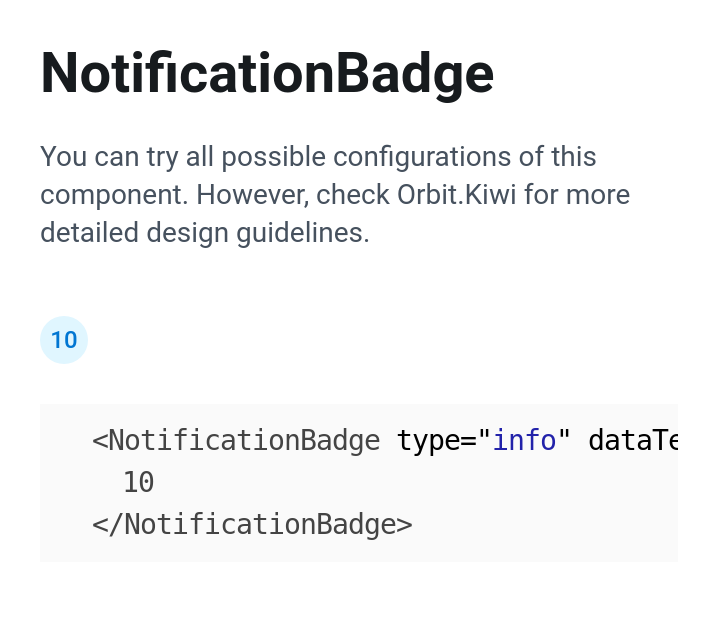 NotificationBadge
You can try all possible configurations of this
component. However, check Orbit.Kiwi for more
detailed design guidelines.
10
<NotificationBadge type="info" dataTe
10
</NotificationBadge>